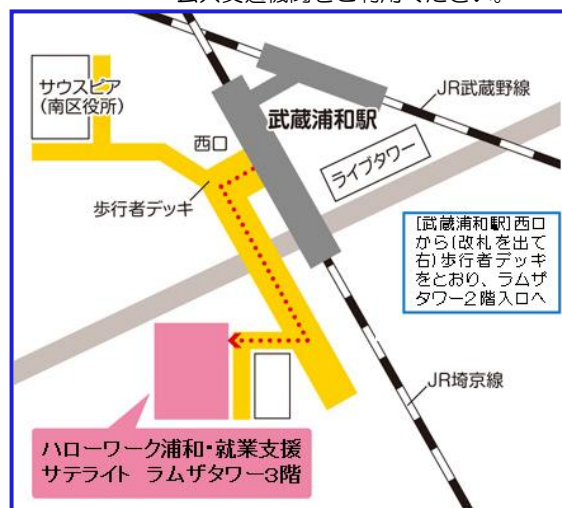 サウスピア
(南区役所)
JR武蔵野線
武蔵浦和駅
西口
ライブタワー
歩行者デッキ
[武蔵浦和駅]西口
から(改札を出て
右)歩行者デッキ
をとおり、ラムザ
タワー2階入口へ
JR埼京線
ハローワーク浦和・就業支援
サテライト ラムザタワー3階